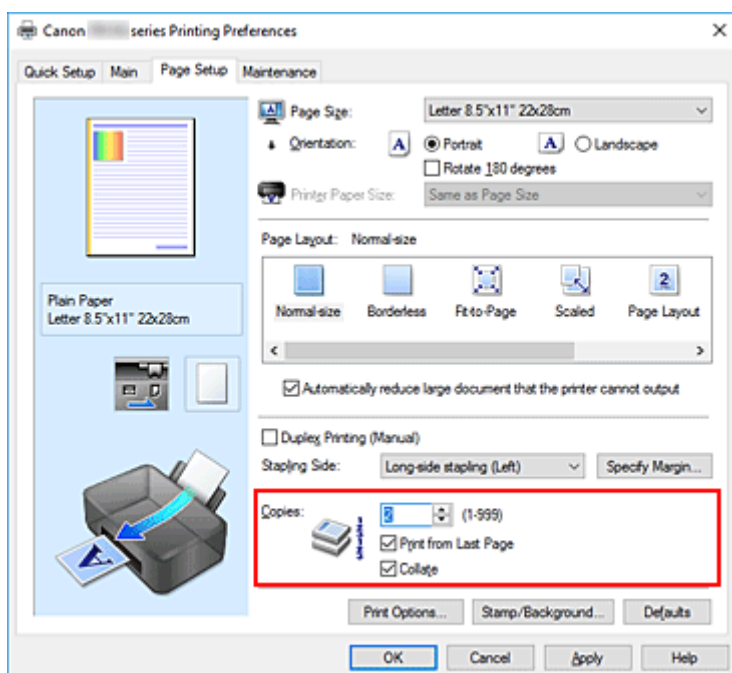 Canon series Printing Preferences
Quick Setup Main Page Setup Maintenance
Page Size: Letter 8.5"x11" 22x28cm
Orientation: A Portrait A Landscape
Rotate 180 degrees
Printer Paper Size: Same as Page Size
Page Layout: Normal-size
2
Normal-size Borderless Fit-to-Page Scaled Page Layout
Plain Paper
Letter 8.5"x11" 22x28cm
Automatically reduce large document that the printer cannot output
Duplex Printing (Manual)
Stapling Side: Long-side stapling (Left) Specify Margin...
Copies: 2 (1-999)
Print from Last Page
Collate
A
Print Options... Stamp/Background... Defaults
OK Cancel Apply Help